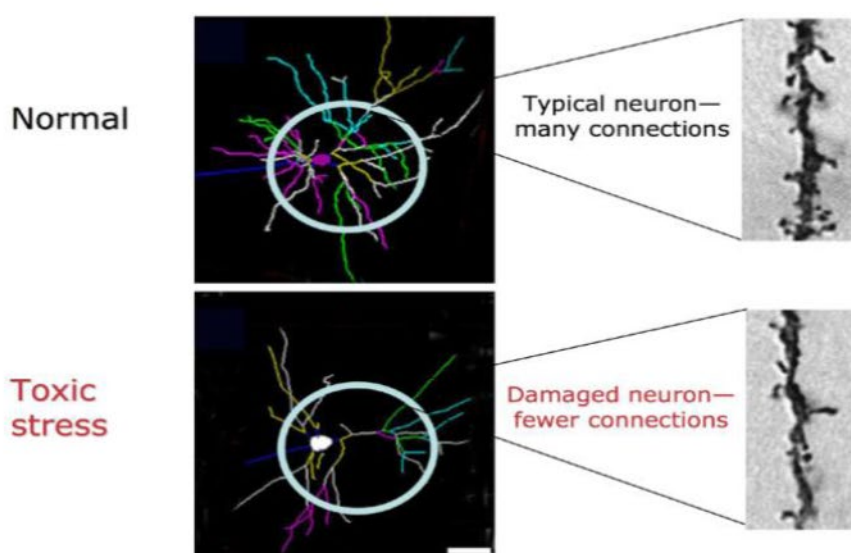 Normal
Typical neuron—
many connections
Toxic
stress
Damaged neuron—
fewer connections